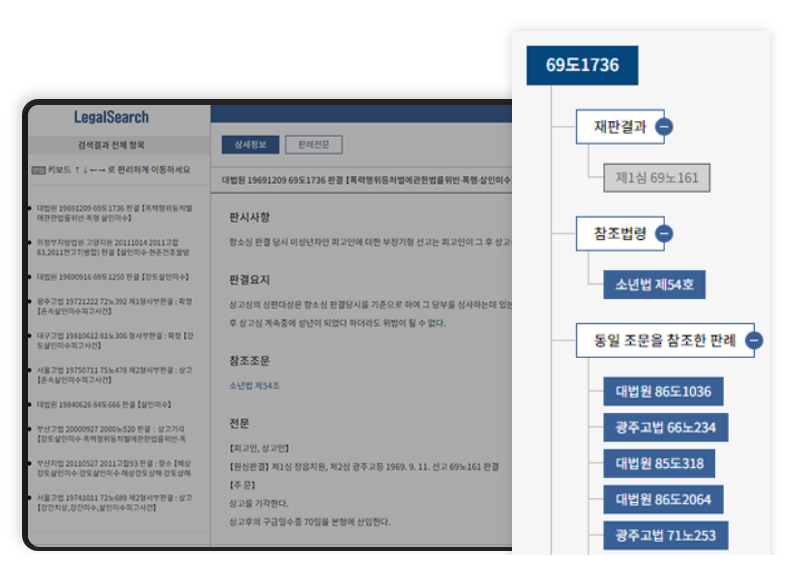 LegalSearch
검색결과 전체 항목
키보드 ↑ ↓ ←→ 로 편리하게 이동하세요
대법원 19691209 69도1736 판결 【폭력행위등처벌
에관한법률위반·폭행·살인미수】
의정부지방법원 고양지원 20111014 2011고합
83,2011전고7(병합) 판결 【살인미수·현존건조물방
대법원 19690916 69도1250 판결 【강도살인미수】
광주고법 19721222 72노392 제1형사부판결 : 확정
【존속살인미수피고사건】
대구고법 19810612 81노306 형사부판결 : 확정 【강
도살인미수피고사건】
서울고법 19750711 75노478 제2형사부판결 : 상고
【존속살인미수피고사건】
대법원 19840626 84도666 판결 【살인미수】
부산고법 20000927 2000노520 판결 : 상고기각
【강도살인미수·폭력행위등처벌에관한법률위반·폭
부산지법 20110527 2011고합93 판결 : 항소 【해상
강도살인미수·강도살인미수·해상강도상해·강도상해·
서울고법 19741011 72노689 제2형사부판결 : 상고
【강간치상,강간미수,살인미수피고사건】
상세정보
판례전문
대법원 19691209 69도1736 판결 【폭력행위등처벌에관한법률위반·폭행·살인미수
판시사항
항소심 판결 당시 미성년자인 피고인에 대한 부정기형 선고는 피고인이 그 후 상고
판결요지
상고심의 심판대상은 항소심 판결당시를 기준으로 하여 그 당부를 심사하는데 있는
후 상고심 계속중에 성년이 되었다 하더라도 위법이 될 수 없다.
참조조문
소년법 제54조
전문
【피고인, 상고인】
【원심판결】 제1심 정읍지원, 제2심 광주고등 1969. 9. 11. 선고 69노161 판결
【주 문】
상고를 기각한다.
상고후의 구금일수중 70일을 본형에 산입한다.
69도1736
재판결과
제1심 69노161
참조법령
소년법 제54호
동일 조문을 참조한 판례
대법원 86도1036
광주고법 66노234
대법원 85도318
대법원 86도2064
광주고법 71노253